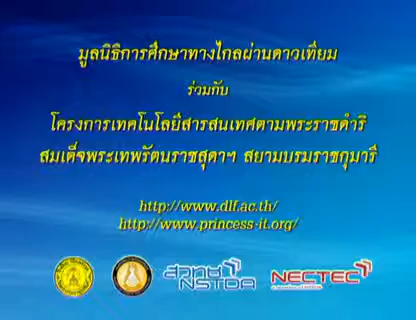 มูลนิธิการศึกษาทางไกลผ่านดาวเทียม
ร่วมกับ
โครงการเทคโนโลยีสารสนเทศตามพระราชดำริ
สมเด็จพระเทพรัตนราชสุดาฯ สยามบรมราชกุมารี
http://www.dlf.ac.th/
http://www.princess-it.org/
สวทช
NSTDA
NECTEC